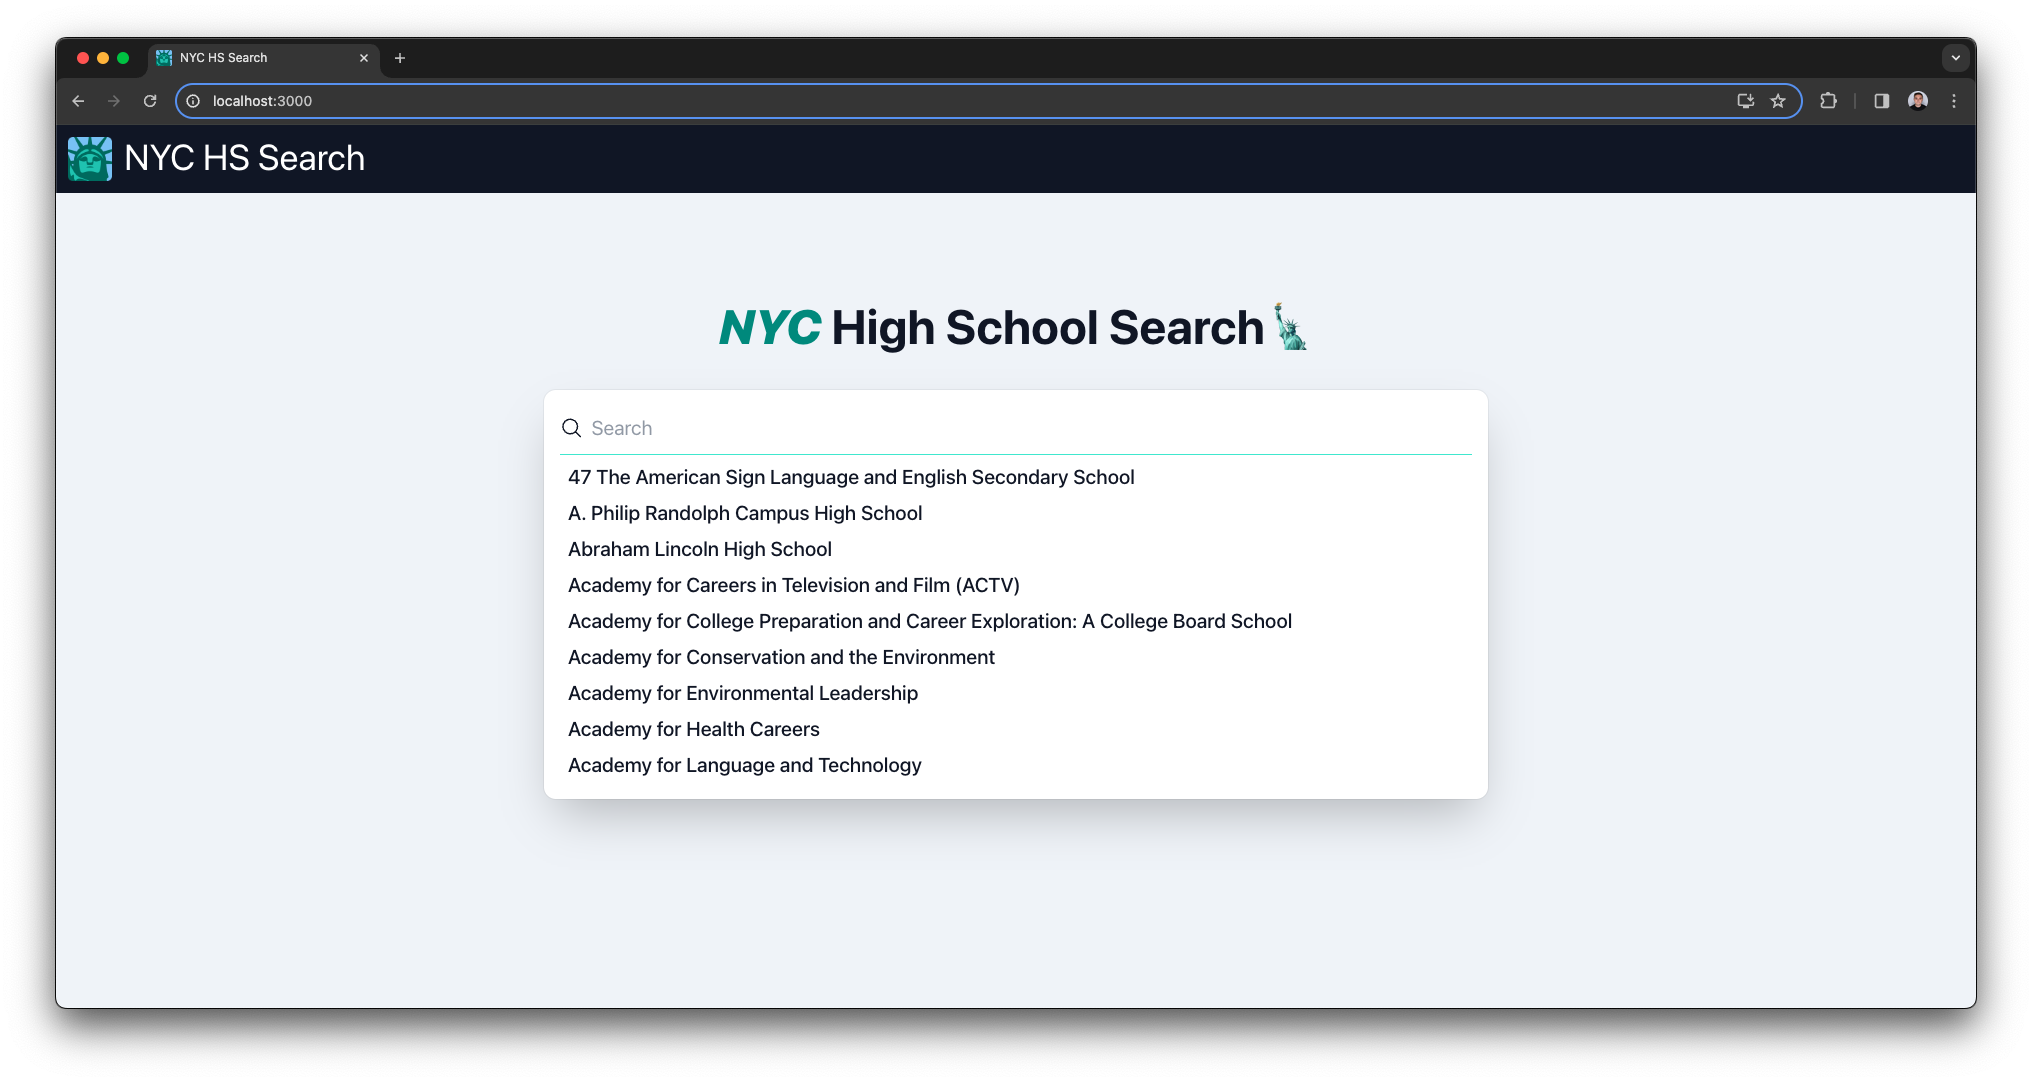 NYC HS Search
localhost:3000
NYC HS Search
NYC High School Search
Search
47 The American Sign Language and English Secondary School
A. Philip Randolph Campus High School
Abraham Lincoln High School
Academy for Careers in Television and Film (ACTV)
Academy for College Preparation and Career Exploration: A College Board School
Academy for Conservation and the Environment
Academy for Environmental Leadership
Academy for Health Careers
Academy for Language and Technology